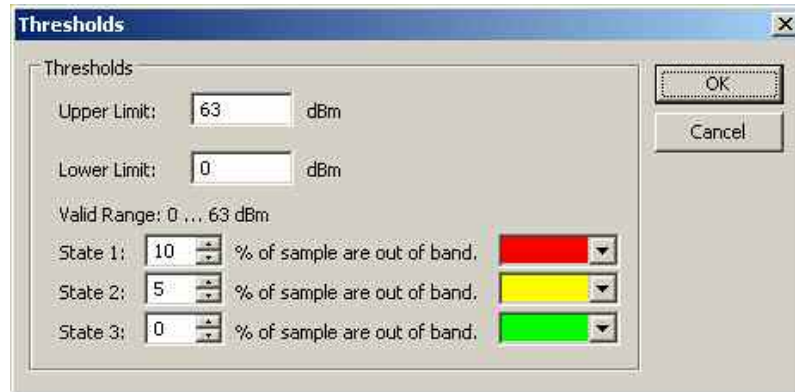 Thresholds
Thresholds
Upper Limit: 63 dBm
OK
Cancel
Lower Limit: 0 dBm
Valid Range: 0 ... 63 dBm
State 1: 10 % of sample are out of band.
State 2: 5 % of sample are out of band.
State 3: 0 % of sample are out of band.